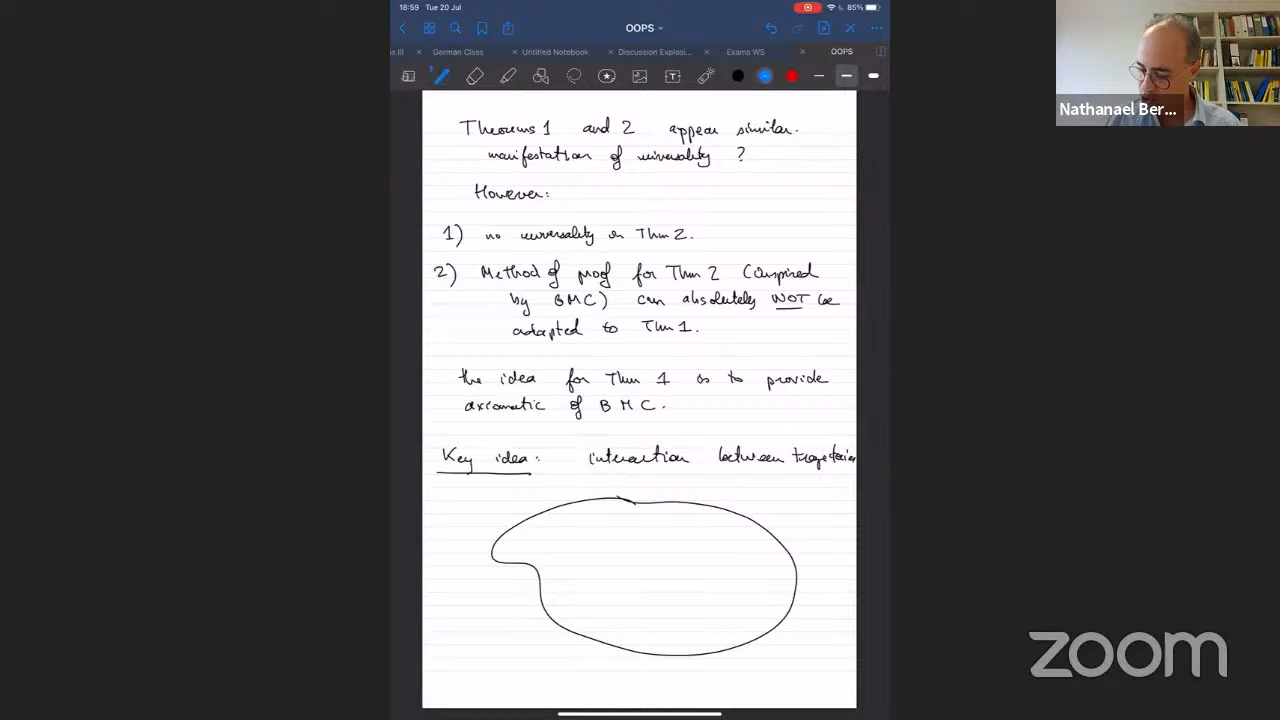 18:59 Tue 20 Jul
85%
OOPS
s III
German Class
Untitled Notebook
Discussion Explosi...
Exams WS
OOPS
Theorems 1 and 2 appear similar.
manifestation of universality ?
However:
1) no universality in Thm 2.
2) Method of proof for Thm 2 (inspired
by BMC) can absolutely NOT be
adapted to Thm 1.
the idea for Thm 1 is to provide
axiomatic of BMC.
Key idea: interaction between trajectories
Nathanael Ber...
zoom